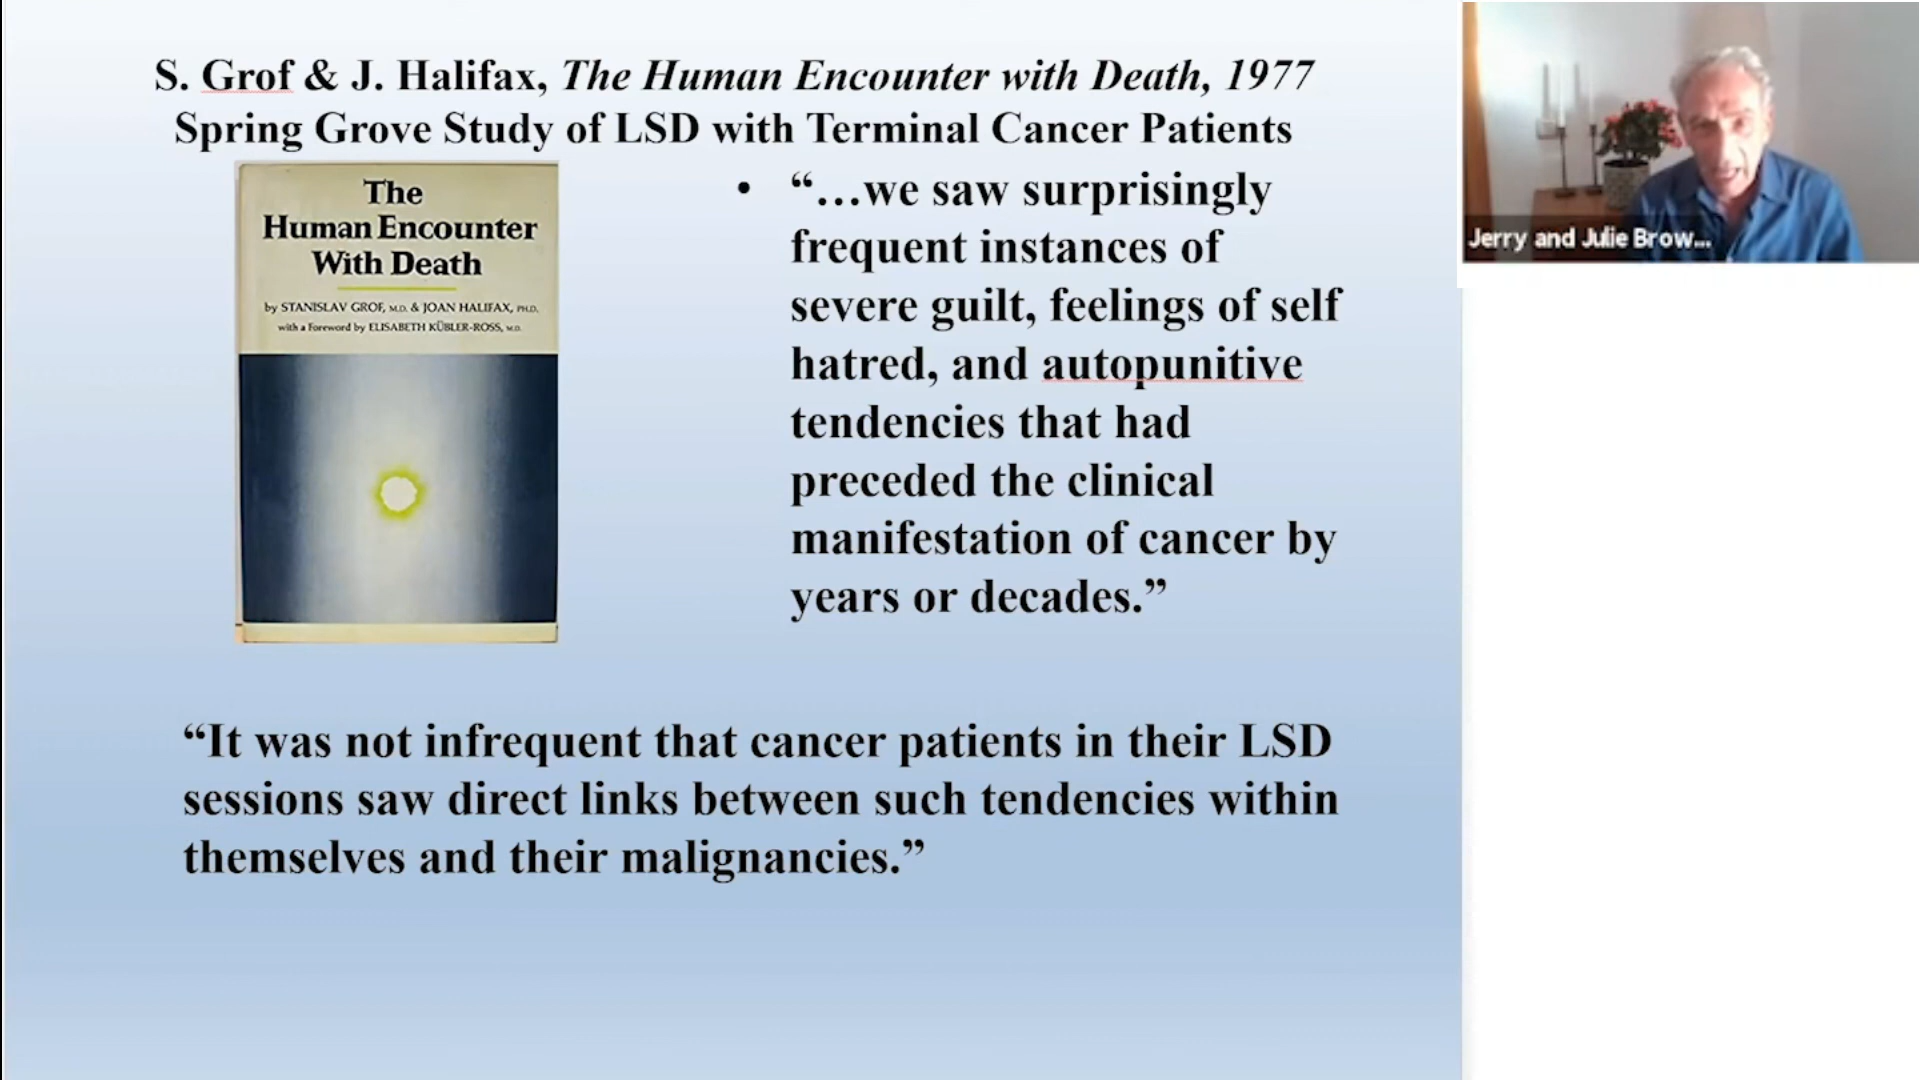 S. Grof & J. Halifax, The Human Encounter with Death, 1977
Spring Grove Study of LSD with Terminal Cancer Patients
The
Human Encounter
With Death
by STANISLAV GROF, M.D. & JOAN HALIFAX, PH.D.
with a Foreword by ELISABETH KÜBLER-ROSS, M.D.
• “…we saw surprisingly
frequent instances of
severe guilt, feelings of self
hatred, and autopunitive
tendencies that had
preceded the clinical
manifestation of cancer by
years or decades.”
“It was not infrequent that cancer patients in their LSD
sessions saw direct links between such tendencies within
themselves and their malignancies.”
Jerry and Julie Brow...